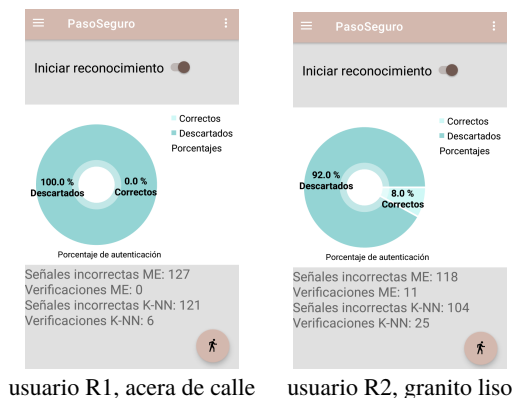 PasoSeguro
Iniciar reconocimiento
Correctos
Descartados
Porcentajes
100.0 %
Descartados
0.0 %
Correctos
Porcentaje de autenticación
Señales incorrectas ME: 127
Verificaciones ME: 0
Señales incorrectas K-NN: 121
Verificaciones K-NN: 6
usuario R1, acera de calle
PasoSeguro
Iniciar reconocimiento
Correctos
Descartados
Porcentajes
92.0 %
Descartados
8.0 %
Correctos
Porcentaje de autenticación
Señales incorrectas ME: 118
Verificaciones ME: 11
Señales incorrectas K-NN: 104
Verificaciones K-NN: 25
usuario R2, granito liso